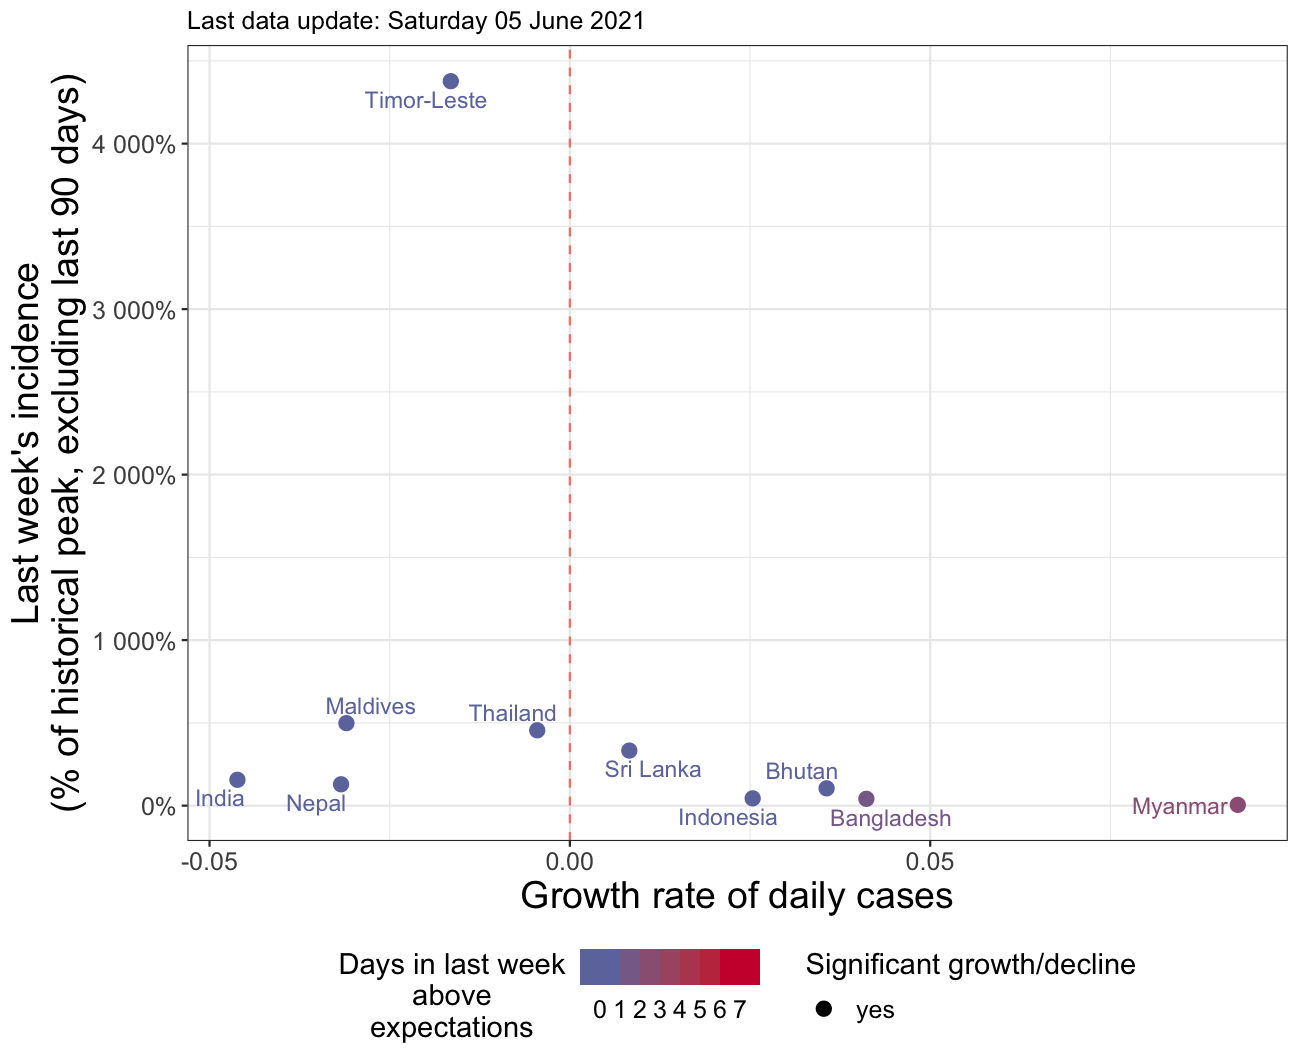 Last data update: Saturday 05 June 2021
Last week's incidence
(% of historical peak, excluding last 90 days)
4 000%
3 000%
2 000%
1 000%
0%
Timor-Leste
Maldives
Thailand
Sri Lanka
Bhutan
India
Nepal
Indonesia
Bangladesh
Myanmar
-0.05
0.00
0.05
Growth rate of daily cases
Days in last week
above
expectations
0 1 2 3 4 5 6 7
Significant growth/decline
yes